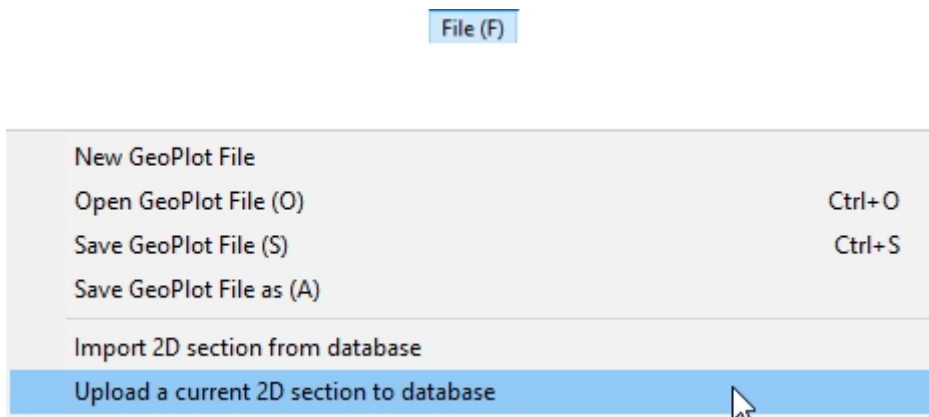 File (F)
New GeoPlot File
Open GeoPlot File (O) Ctrl+O
Save GeoPlot File (S) Ctrl+S
Save GeoPlot File as (A)
Import 2D section from database
Upload a current 2D section to database